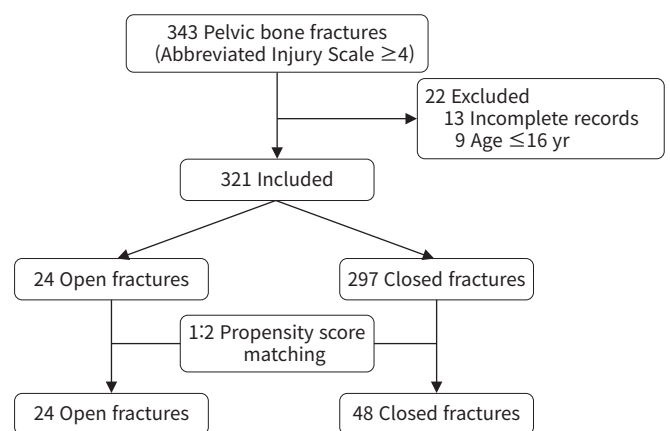 343 Pelvic bone fractures
(Abbreviated Injury Scale ≥4)
22 Excluded
13 Incomplete records
9 Age ≤16 yr
321 Included
24 Open fractures
297 Closed fractures
1:2 Propensity score
matching
24 Open fractures
48 Closed fractures